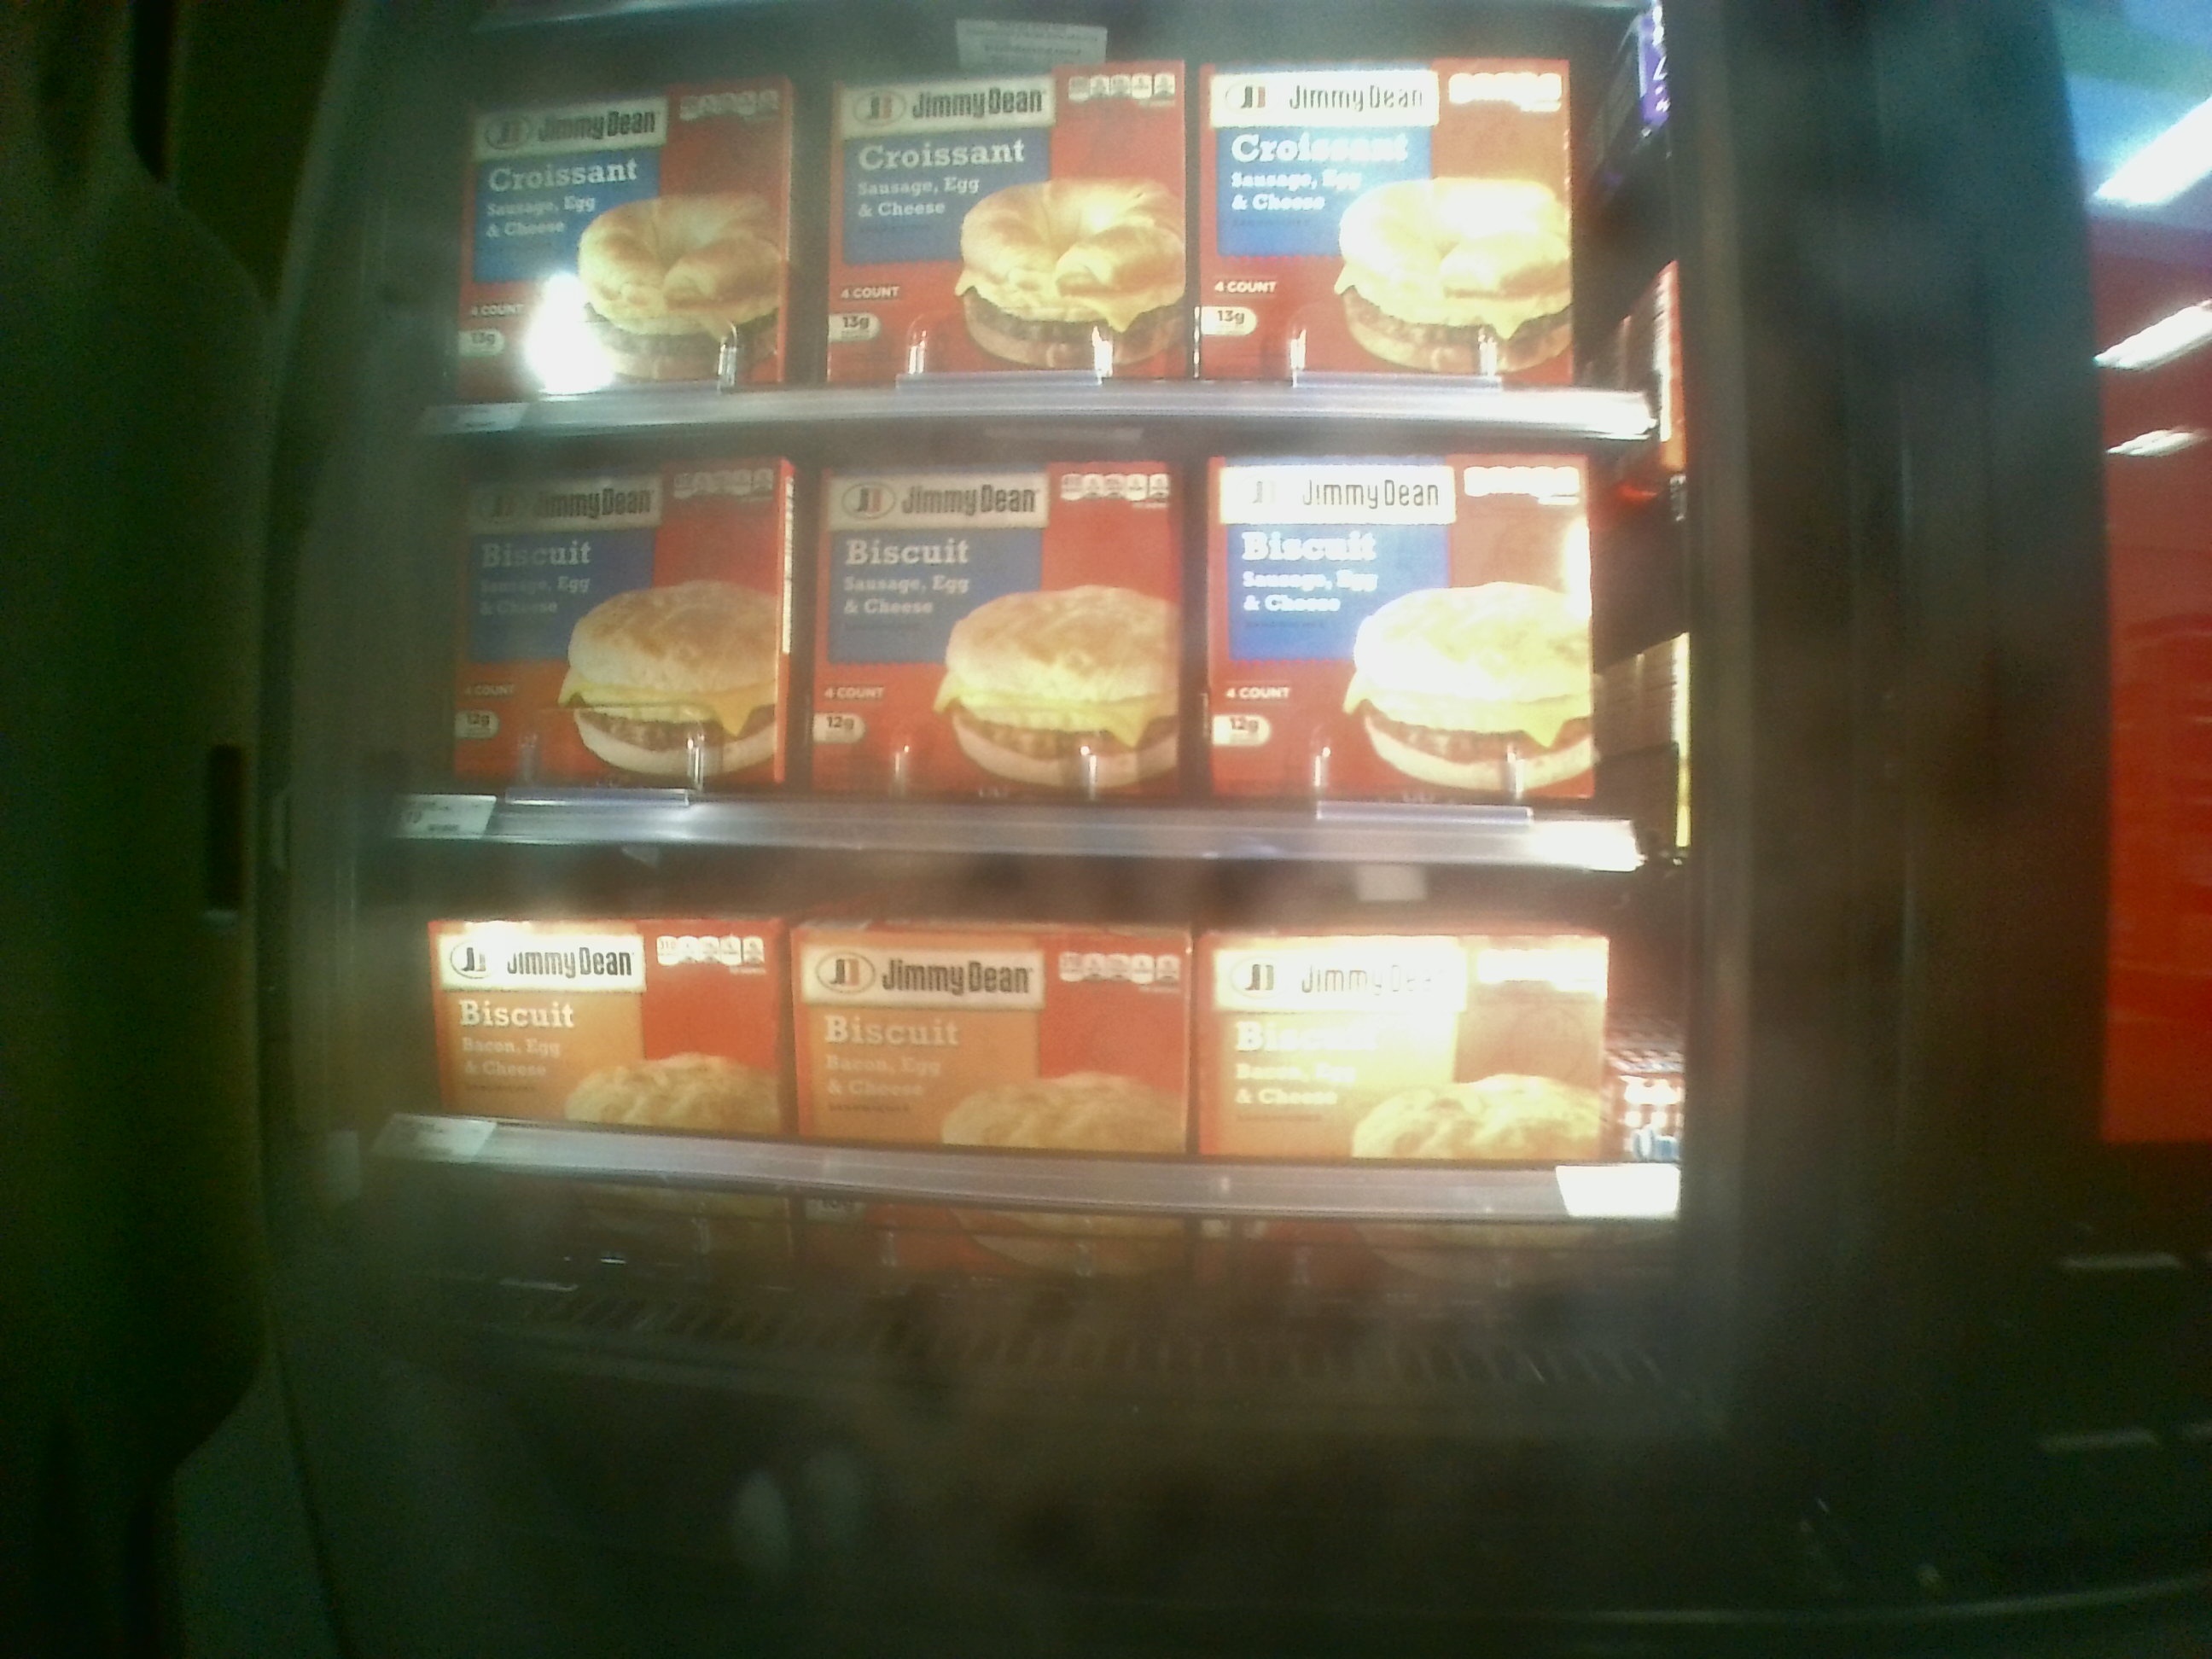 Jimmy Dean
Croissant
Sausage, Egg
& Cheese
4 COUNT
13g
Jimmy Dean
Croissant
Sausage, Egg
& Cheese
4 COUNT
13g
Jimmy Dean
Croissant
Sausage, Egg
& Cheese
4 COUNT
13g
Jimmy Dean
Biscuit
Sausage, Egg
& Cheese
4 COUNT
12g
Jimmy Dean
Biscuit
Sausage, Egg
& Cheese
4 COUNT
12g
Jimmy Dean
Biscuit
Sausage, Egg
& Cheese
4 COUNT
12g
Jimmy Dean
Biscuit
Bacon, Egg
& Cheese
Jimmy Dean
Biscuit
Bacon, Egg
& Cheese
Jimmy Dean
Biscuit
Bacon, Egg
& Cheese